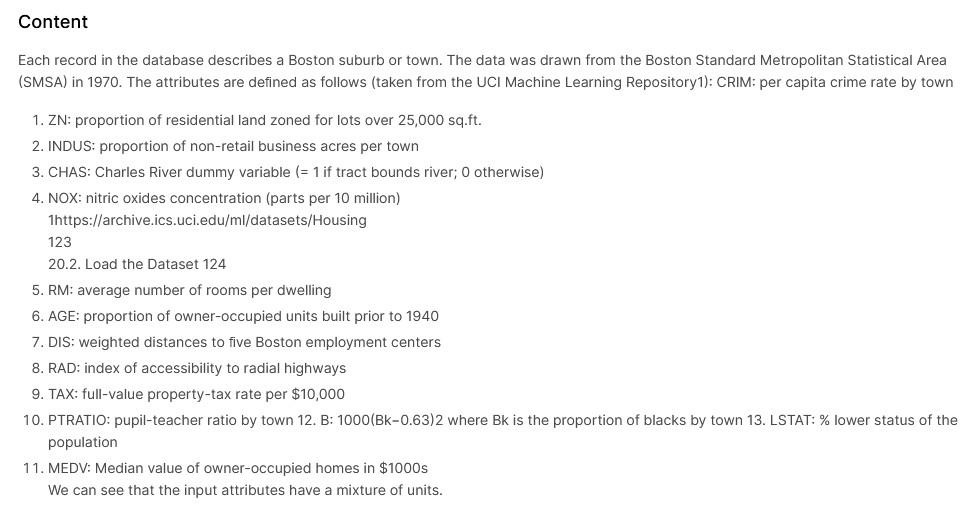 Content
Each record in the database describes a Boston suburb or town. The data was drawn from the Boston Standard Metropolitan Statistical Area
(SMSA) in 1970. The attributes are defined as follows (taken from the UCI Machine Learning Repository1): CRIM: per capita crime rate by town
1. ZN: proportion of residential land zoned for lots over 25,000 sq.ft.
2. INDUS: proportion of non-retail business acres per town
3. CHAS: Charles River dummy variable (= 1 if tract bounds river; 0 otherwise)
4. NOX: nitric oxides concentration (parts per 10 million)
1https://archive.ics.uci.edu/ml/datasets/Housing
123
20.2. Load the Dataset 124
5. RM: average number of rooms per dwelling
6. AGE: proportion of owner-occupied units built prior to 1940
7. DIS: weighted distances to five Boston employment centers
8. RAD: index of accessibility to radial highways
9. TAX: full-value property-tax rate per $10,000
10. PTRATIO: pupil-teacher ratio by town 12. B: 1000(Bk−0.63)2 where Bk is the proportion of blacks by town 13. LSTAT: % lower status of the
population
11. MEDV: Median value of owner-occupied homes in $1000s
We can see that the input attributes have a mixture of units.